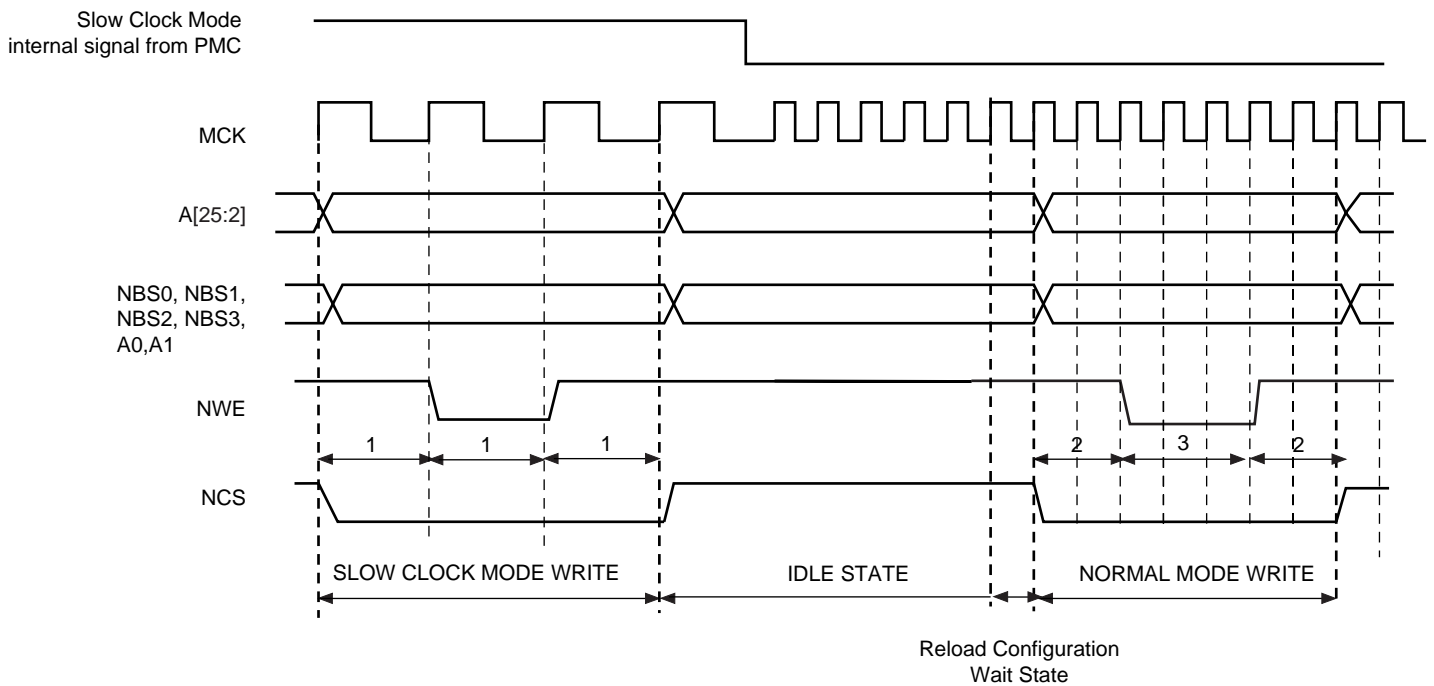 Slow Clock Mode
internal signal from PMC
MCK
A[25:2]
NBS0, NBS1,
NBS2, NBS3,
A0,A1
NWE
1 1 1 2 3 2
NCS
SLOW CLOCK MODE WRITE IDLE STATE NORMAL MODE WRITE
Reload Configuration
Wait State